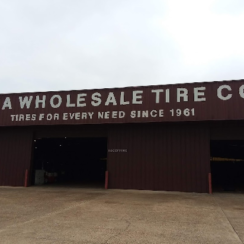 A WHOLESALE TIRE CO
TIRES FOR EVERY NEED SINCE 1961